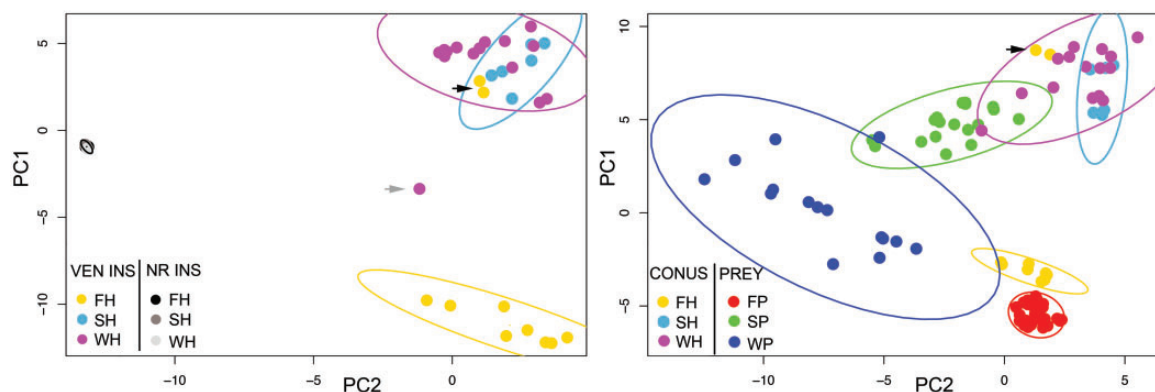 5
0
−5
−10
PC1
VEN INS NR INS
FH FH
SH SH
WH WH
−10 −5 0
PC2
10
5
0
−5
PC1
CONUS PREY
FH FP
SH SP
WH WP
−10 −5 0 5
PC2